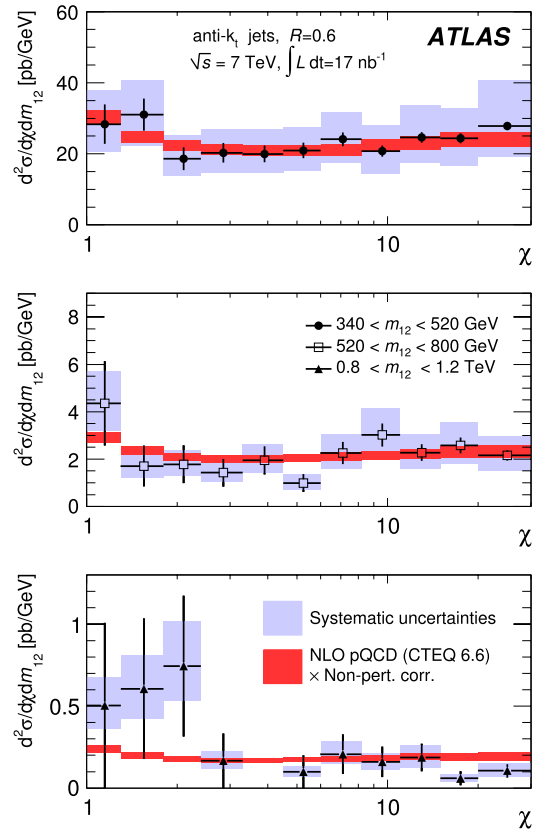 anti-kt jets, R=0.6
ATLAS
√s = 7 TeV, ∫L dt=17 nb⁻¹
d²σ/dχdm₁₂ [pb/GeV]
60
40
20
0
1
10
χ
d²σ/dχdm₁₂ [pb/GeV]
8
6
4
2
0
340 < m₁₂ < 520 GeV
520 < m₁₂ < 800 GeV
0.8 < m₁₂ < 1.2 TeV
1
10
χ
d²σ/dχdm₁₂ [pb/GeV]
1
0.5
0
Systematic uncertainties
NLO pQCD (CTEQ 6.6)
× Non-pert. corr.
1
10
χ